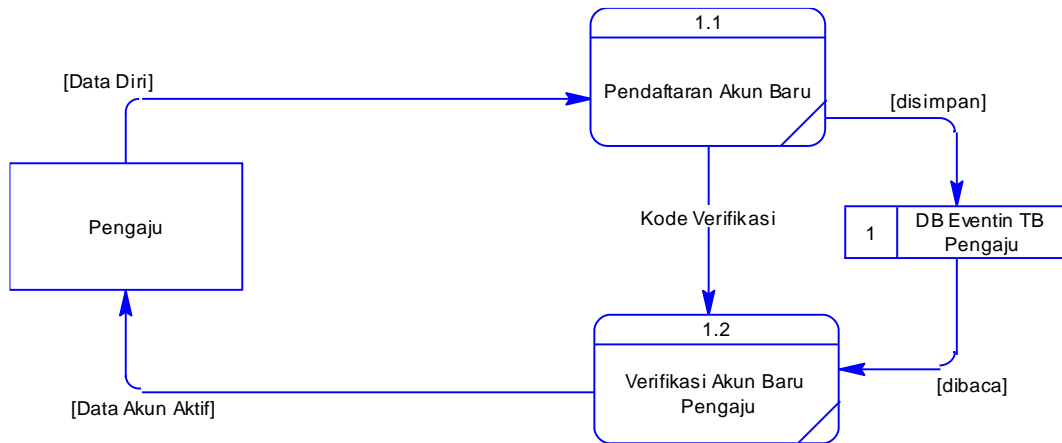 1.1
[Data Diri]
Pendaftaran Akun Baru
[disimpan]
Pengaju
Kode Verifikasi
1
DB Eventin TB
Pengaju
1.2
Verifikasi Akun Baru
Pengaju
[dibaca]
[Data Akun Aktif]